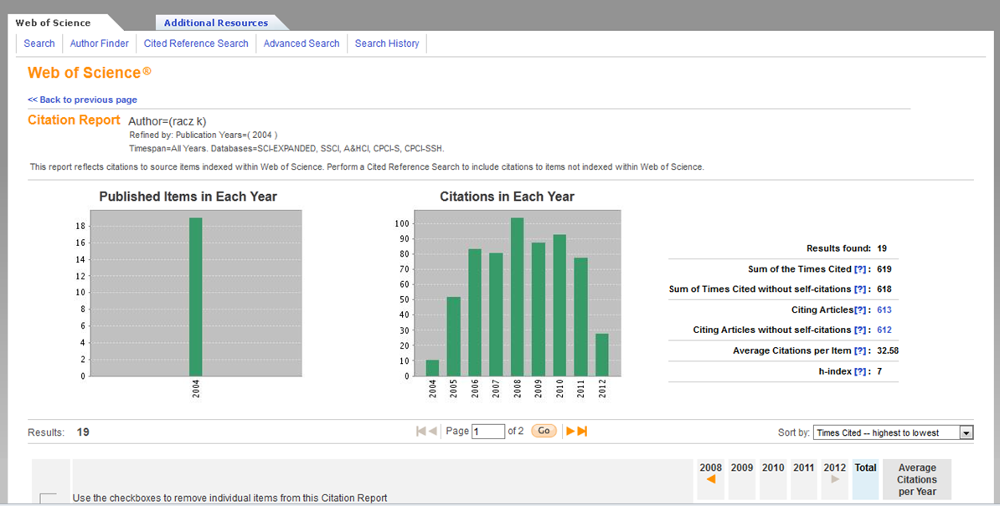 Web of Science
Additional Resources
Search
Author Finder
Cited Reference Search
Advanced Search
Search History
Web of Science®
<< Back to previous page
Citation Report Author=(racz k)
Refined by: Publication Years=( 2004 )
Timespan=All Years. Databases=SCI-EXPANDED, SSCI, A&HCI, CPCI-S, CPCI-SSH.
This report reflects citations to source items indexed within Web of Science. Perform a Cited Reference Search to include citations to items not indexed within Web of Science.
Published Items in Each Year
18
16
14
12
10
8
6
4
2
0
2004
Citations in Each Year
100
90
80
70
60
50
40
30
20
10
0
2004
2005
2006
2007
2008
2009
2010
2011
2012
Results found: 19
Sum of the Times Cited [?] : 619
Sum of Times Cited without self-citations [?] : 618
Citing Articles[?] : 613
Citing Articles without self-citations [?] : 612
Average Citations per Item [?] : 32.58
h-index [?] : 7
Results: 19
Page 1 of 2 Go
Sort by: Times Cited -- highest to lowest
2008 2009 2010 2011 2012 Total
Average
Citations
per Year
Use the checkboxes to remove individual items from this Citation Report